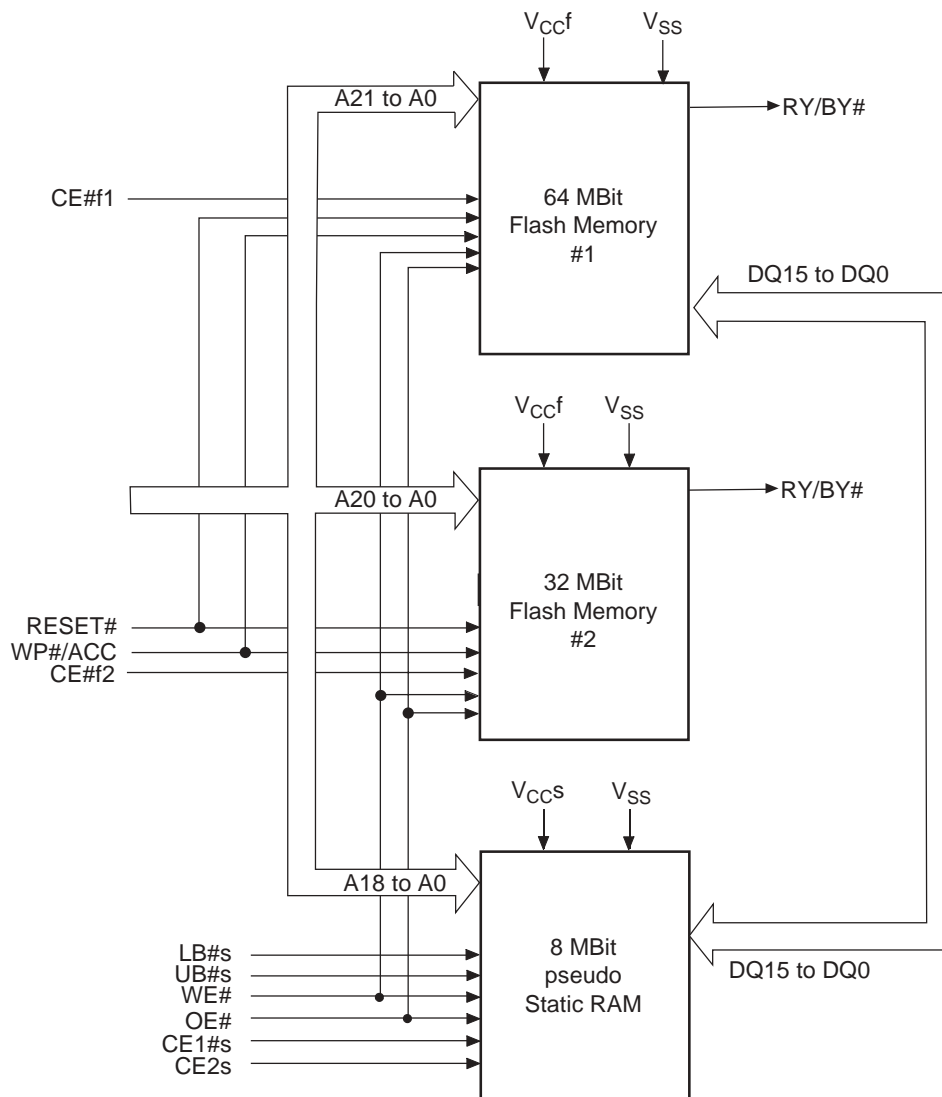 VCCf
VSS
A21 to A0
RY/BY#
CE#f1
64 MBit
Flash Memory
#1
DQ15 to DQ0
VCCf
VSS
A20 to A0
RY/BY#
32 MBit
Flash Memory
#2
RESET#
WP#/ACC
CE#f2
VCCs
VSS
A18 to A0
8 MBit
pseudo
Static RAM
LB#s
UB#s
WE#
OE#
CE1#s
CE2s
DQ15 to DQ0